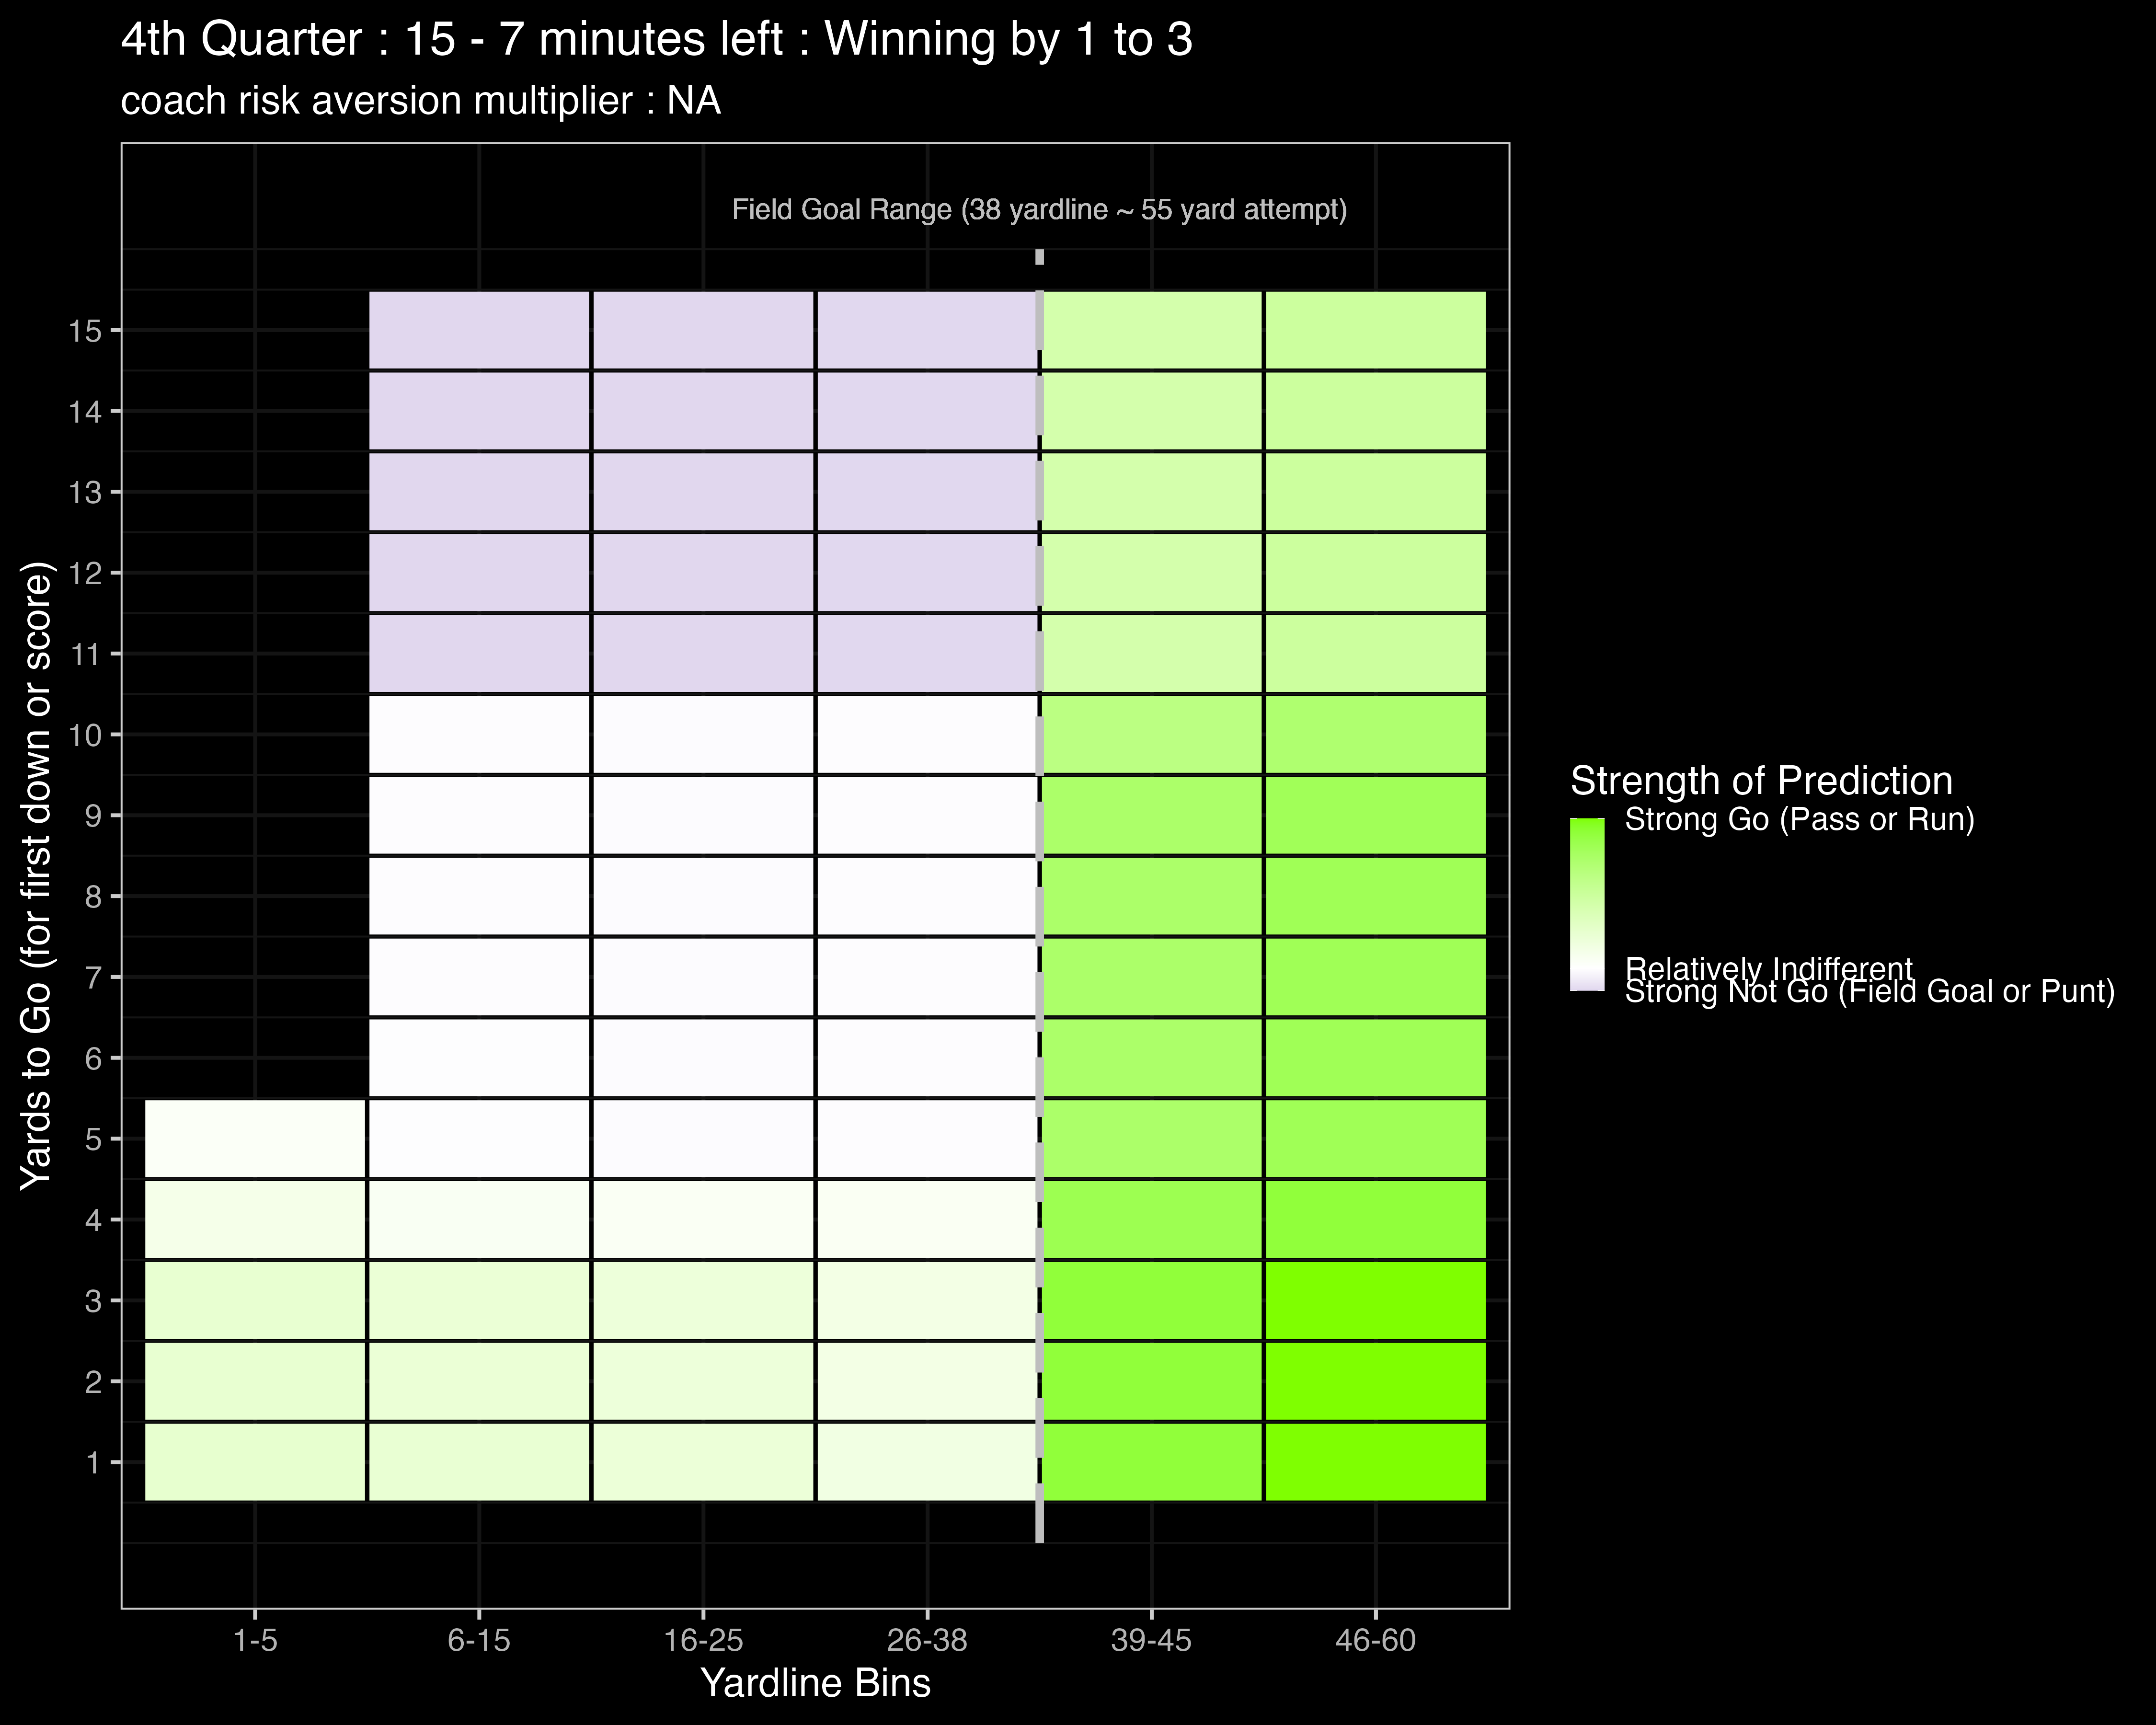 4th Quarter : 15 - 7 minutes left : Winning by 1 to 3
coach risk aversion multiplier : NA
Field Goal Range (38 yardline ~ 55 yard attempt)
Yards to Go (for first down or score)
15
14
13
12
11
10
9
8
7
6
5
4
3
2
1
1-5 6-15 16-25 26-38 39-45 46-60
Yardline Bins
Strength of Prediction
Strong Go (Pass or Run)
Relatively Indifferent
Strong Not Go (Field Goal or Punt)